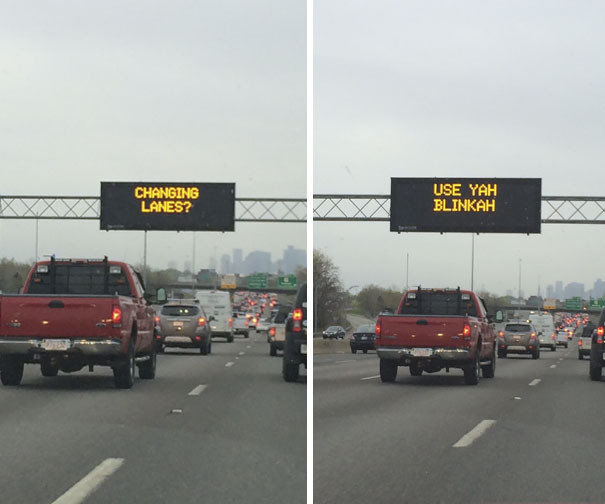 CHANGING
LANES?
USE YAH
BLINKAH